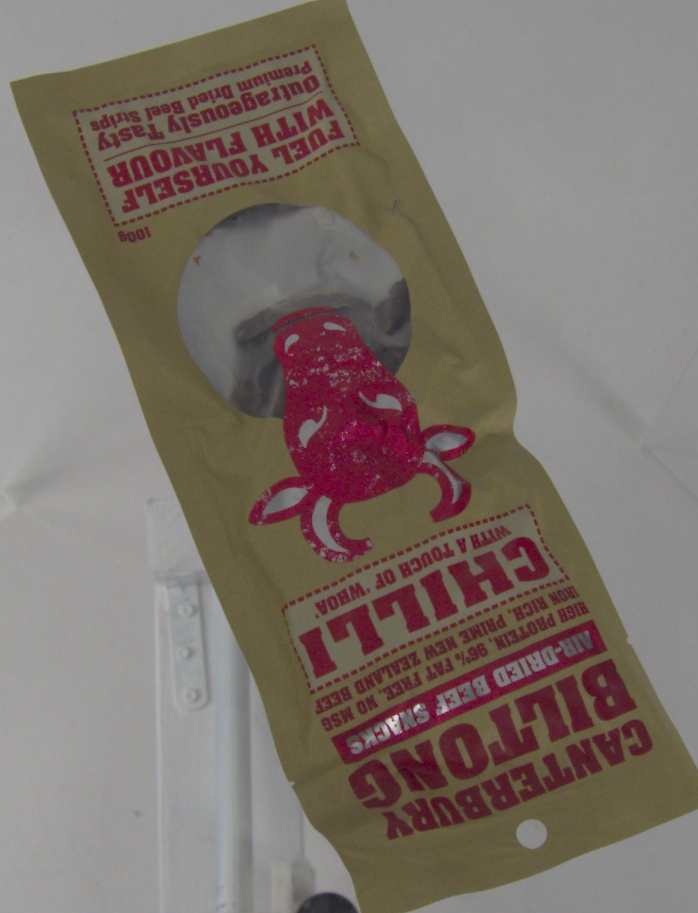 CANTERBURY
BILTONG
AIR-DRIED BEEF SNACKS
HIGH PROTEIN, 96% FAT FREE, NO MSG
IRON RICH, PRIME NEW ZEALAND BEEF
CHILLI
WITH A TOUCH OF 'WHOA'
100g
FUEL YOURSELF
WITH FLAVOUR
Outrageously Tasty
Premium Dried Beef Strips